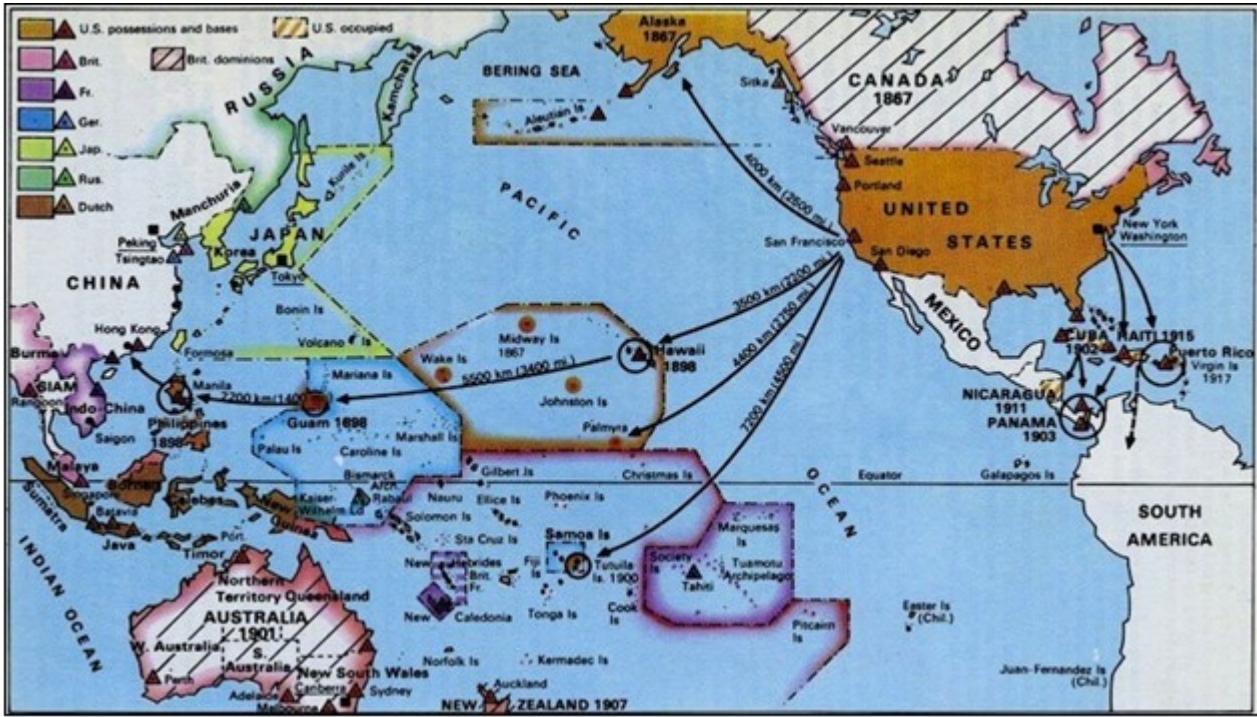 U.S. possessions and bases
U.S. occupied
Brit.
Brit. dominions
Fr.
Ger.
Jap.
Rus.
Dutch
RUSSIA
Kamchatka
BERING SEA
Alaska
1867
Aleutian Is
Sitka
CANADA
1867
Vancouver
Seattle
Portland
UNITED
STATES
New York
Washington
San Francisco
San Diego
MEXICO
4000 km (2500 mi.)
3500 km (2200 mi.)
4400 km (2750 mi.)
7200 km (4500 mi.)
5500 km (3400 mi.)
2200 km (1400 mi.)
PACIFIC
OCEAN
Kurile Is
Manchuria
JAPAN
Korea
Tokyo
Peking
Tsingtao
CHINA
Bonin Is
Volcano Is
Hong Kong
Formosa
Burma
SIAM
Rangoon
Indo-China
Saigon
Manila
Philippines
1898
Mariana Is
Guam 1898
Wake Is
Midway Is
1867
Hawaii
1898
Johnston Is
Palmyra
CUBA
1902
HAITI 1915
Puerto Rico
Virgin Is
1917
NICARAGUA
1911
PANAMA
1903
Palau Is
Caroline Is
Marshall Is
Malaya
Singapore
Borneo
Sumatra
Batavia
Java
Celebes
New
Guinea
Kaiser-
Wilhelm Ld
Bismarck
Arch.
Rabaul
Nauru
Gilbert Is
Ellice Is
Christmas Is
Phoenix Is
Equator
Galapagos Is
Solomon Is
Sta Cruz Is
Samoa Is
Tutuila
Is. 1900
Port.
Timor
New Hebrides
Brit.
Fr.
Fiji
Is
New Caledonia
Tonga Is
Cook
Is
Society
Is
Tahiti
Marquesas
Is
Tuamotu
Archipelago
Pitcairn
Is
Easter Is
(Chil.)
Juan-Fernandez Is
(Chil.)
SOUTH
AMERICA
INDIAN OCEAN
Northern
Territory
Queensland
AUSTRALIA
1901
W. Australia
S.
Australia
New South Wales
Perth
Adelaide
Canberra
Sydney
Melbourne
Norfolk Is
Kermadec Is
Auckland
NEW ZEALAND 1907